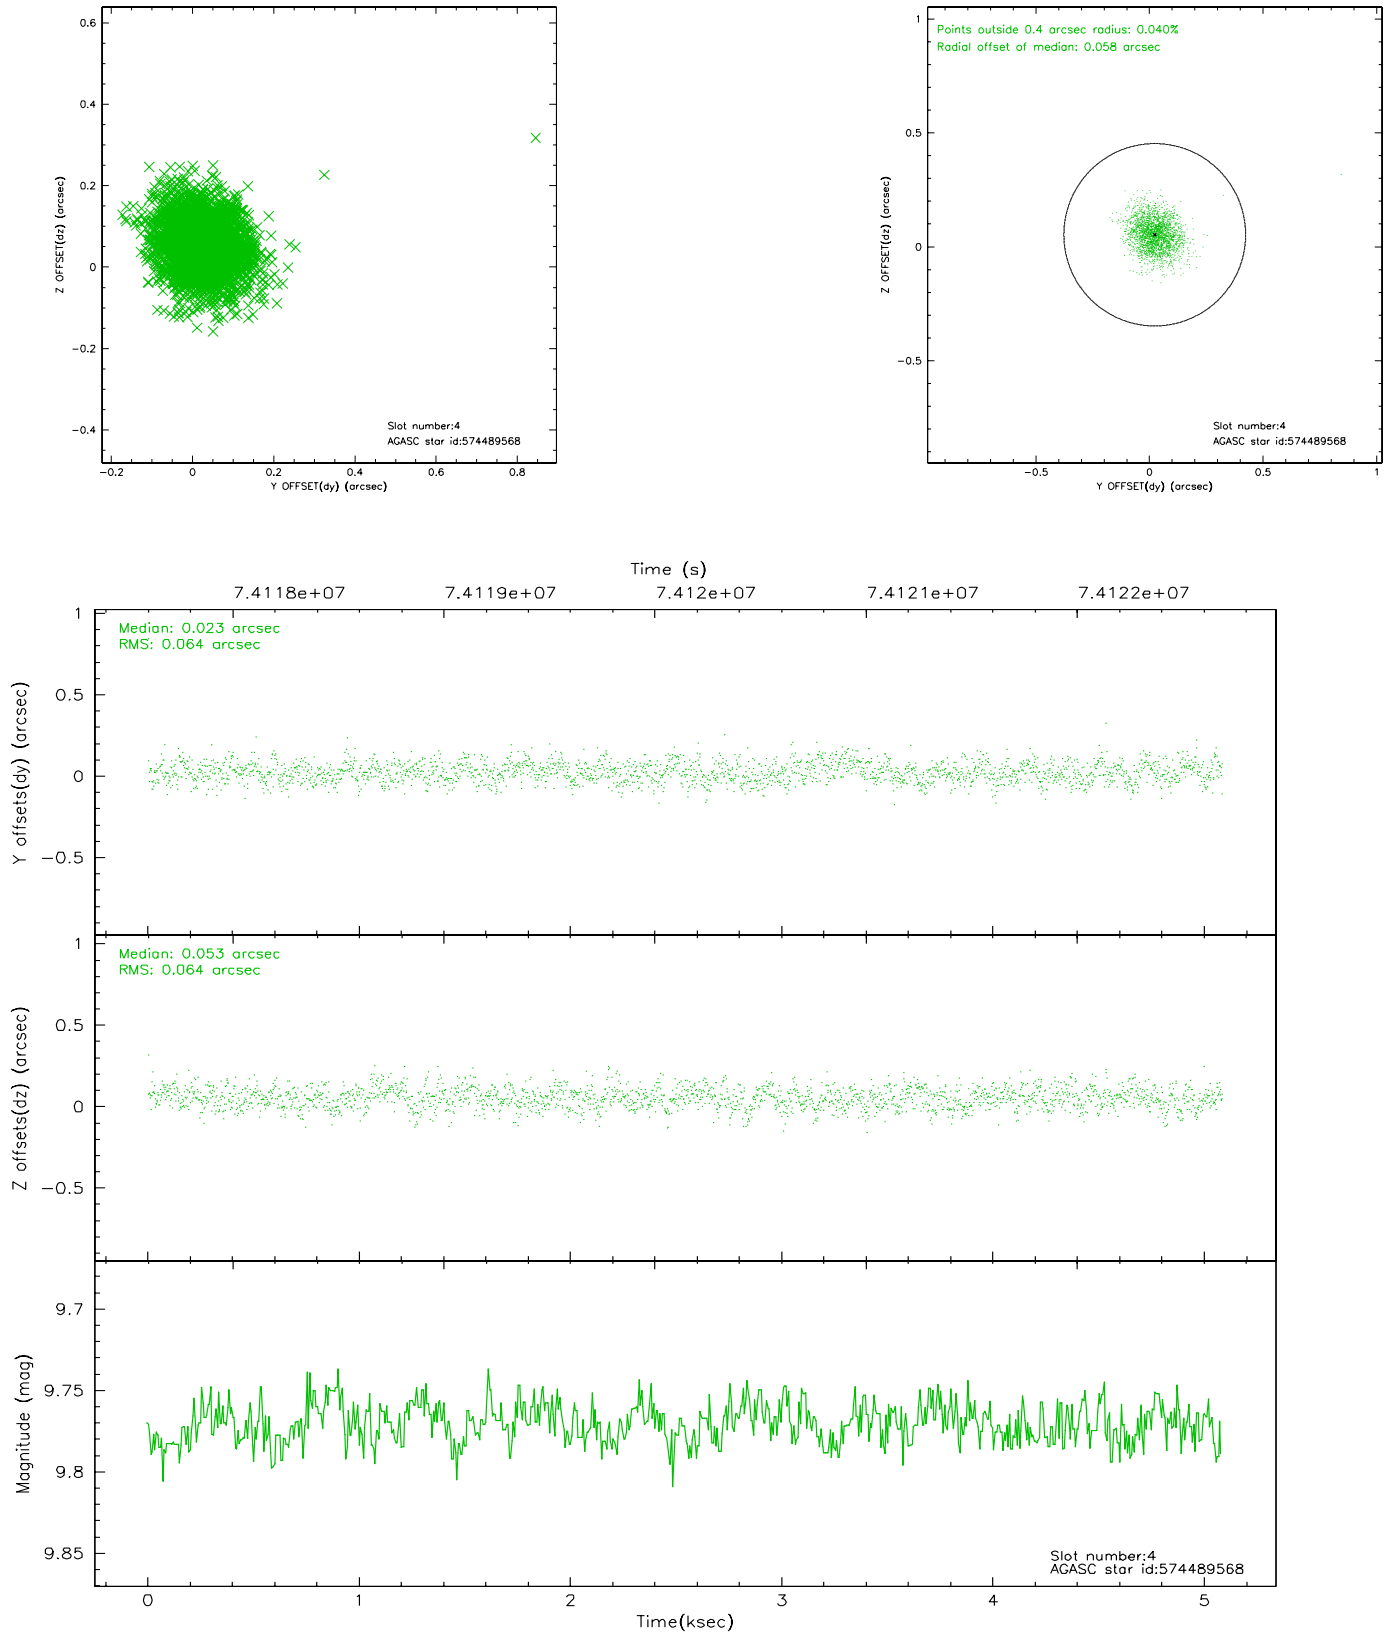 0.6
0.4
0.2
0
−0.2
−0.4
Z OFFSET(dz) (arcsec)
Slot number:4
AGASC star id:574489568
−0.2 0 0.2 0.4 0.6 0.8
Y OFFSET(dy) (arcsec)
Points outside 0.4 arcsec radius: 0.040%
Radial offset of median: 0.058 arcsec
1
0.5
0
−0.5
Z OFFSET(dz) (arcsec)
Slot number:4
AGASC star id:574489568
−0.5 0 0.5 1
Y OFFSET(dy) (arcsec)
Time (s)
7.4118e+07 7.4119e+07 7.412e+07 7.4121e+07 7.4122e+07
Median: 0.023 arcsec
RMS: 0.064 arcsec
1
0.5
0
−0.5
Y offsets(dy) (arcsec)
Median: 0.053 arcsec
RMS: 0.064 arcsec
1
0.5
0
−0.5
Z offsets(dz) (arcsec)
9.7
9.75
9.8
9.85
Magnitude (mag)
Slot number:4
AGASC star id:574489568
0 1 2 3 4 5
Time(ksec)